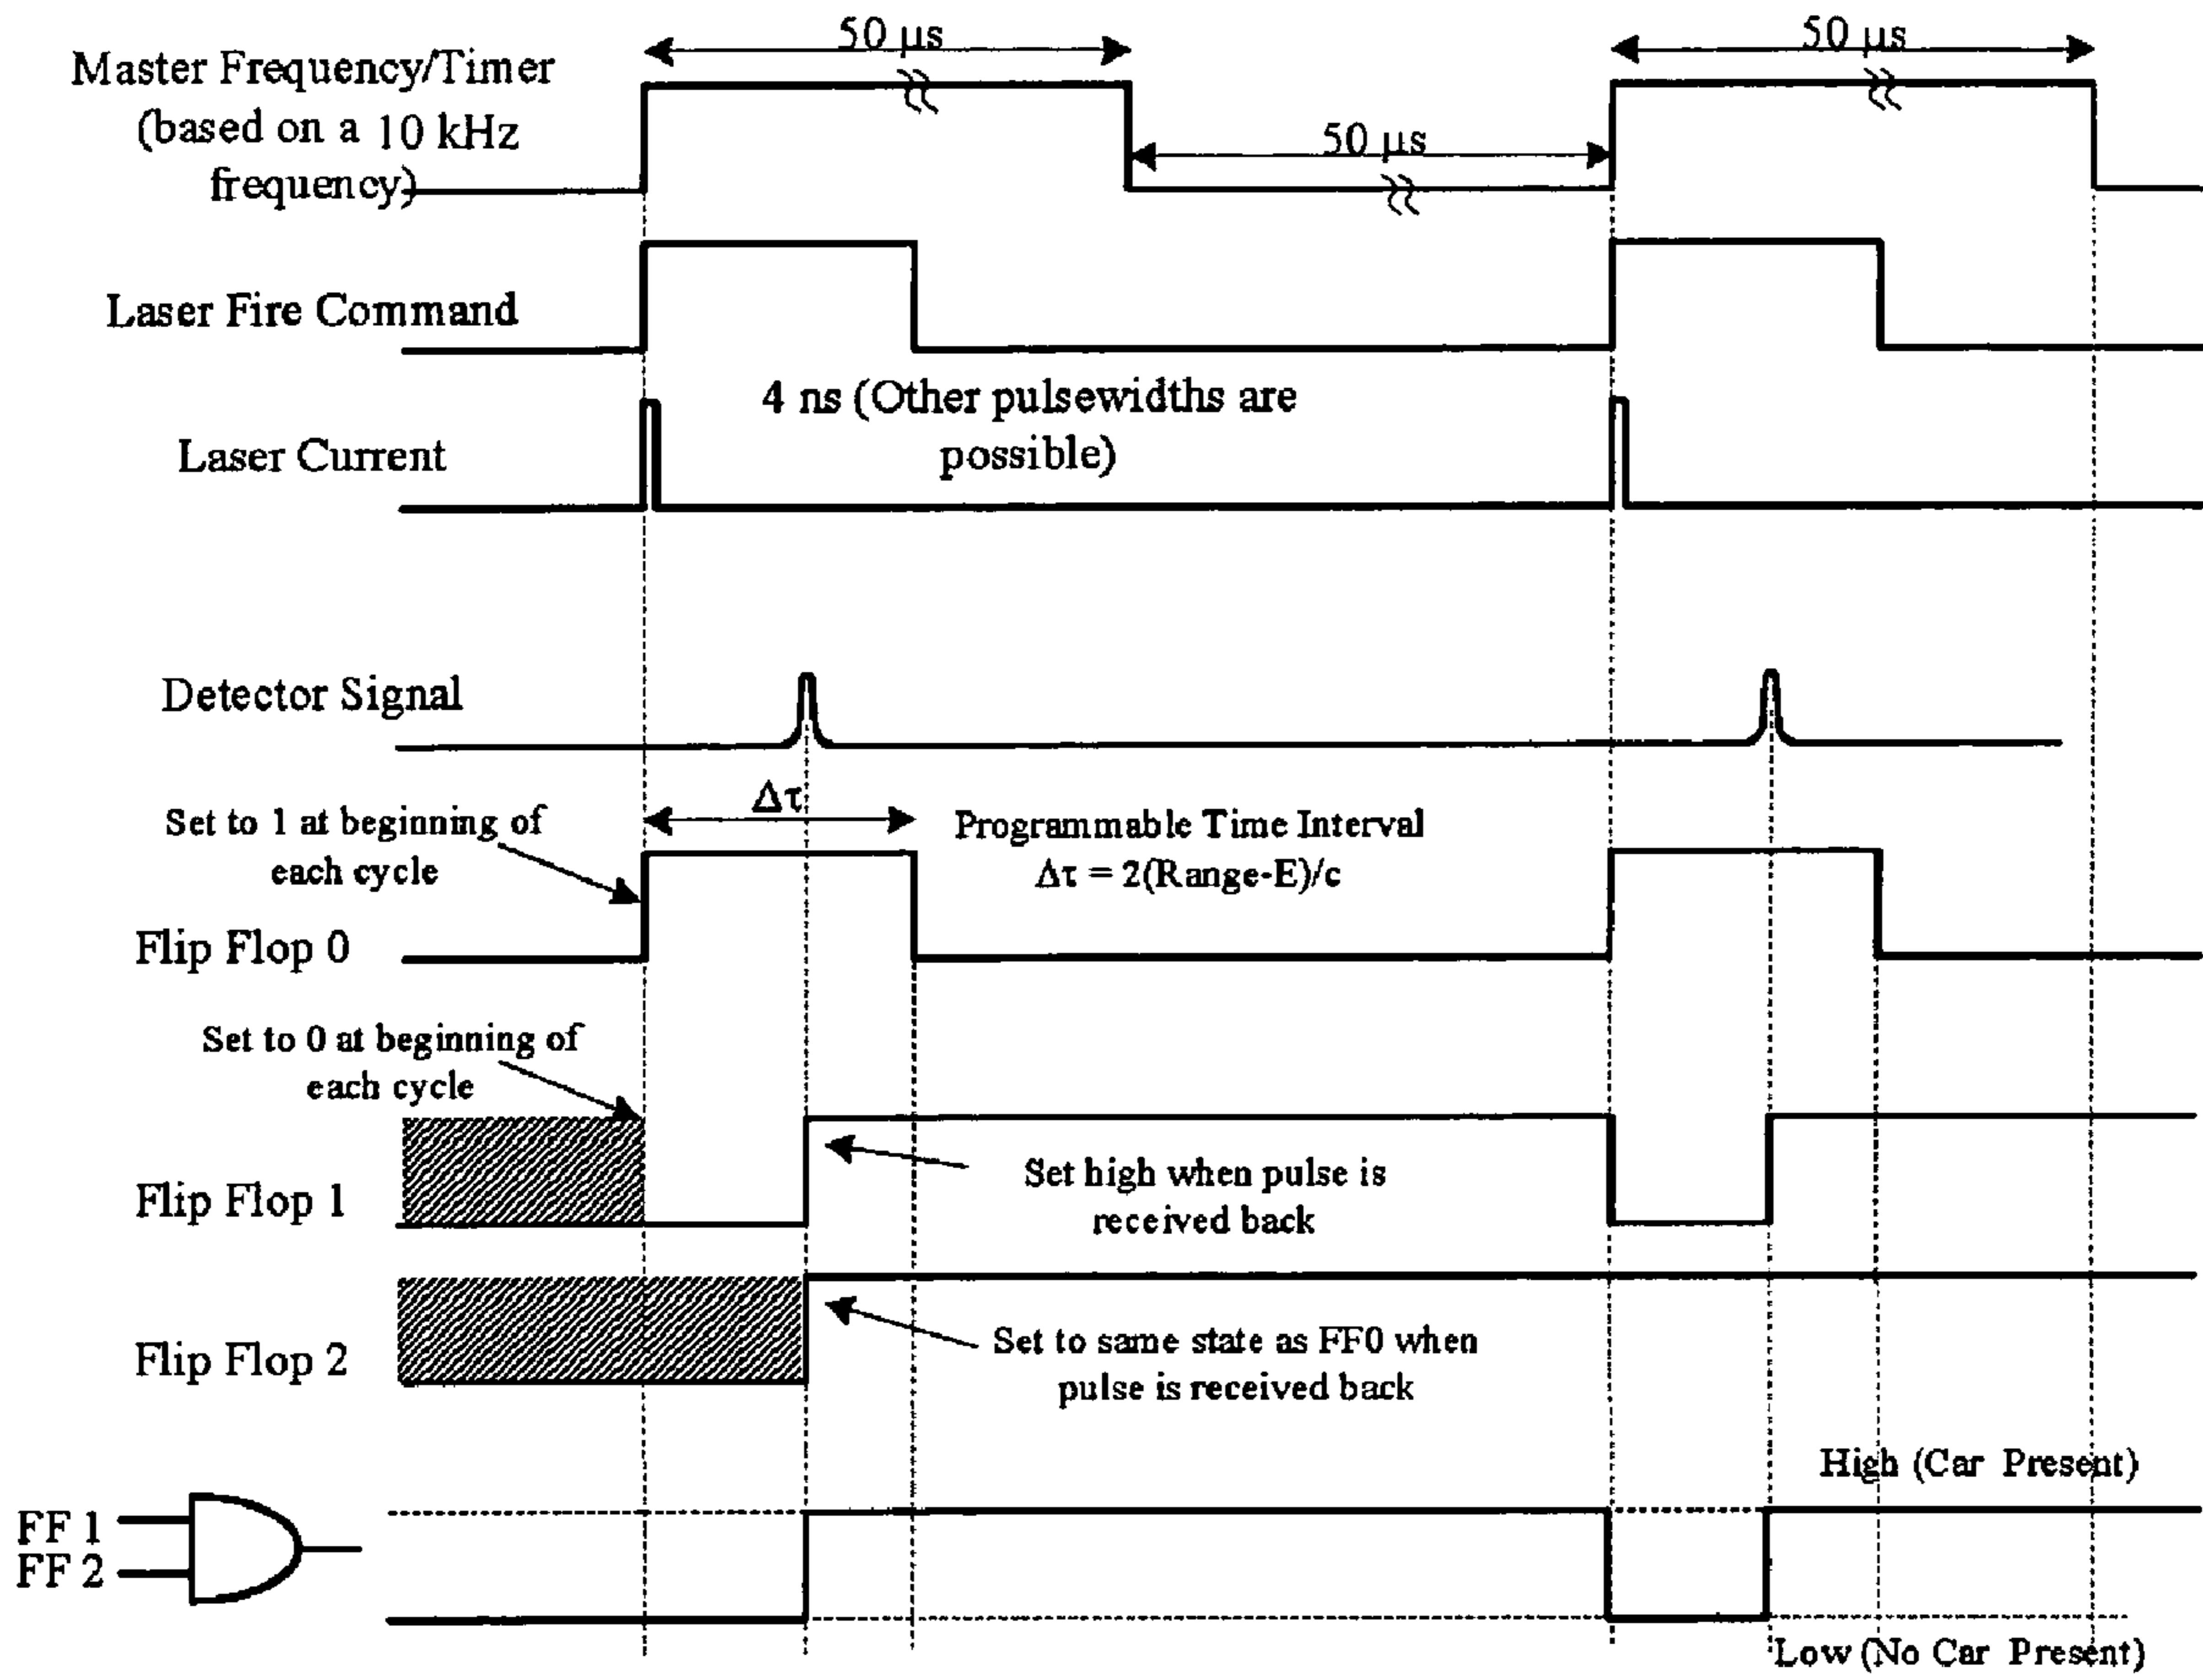 50 µs
50 µs
Master Frequency/Timer
(based on a 10 kHz
frequency)
50 µs
Laser Fire Command
4 ns (Other pulsewidths are
possible)
Laser Current
Detector Signal
Δτ
Set to 1 at beginning of
each cycle
Programmable Time Interval
Δτ = 2(Range-E)/c
Flip Flop 0
Set to 0 at beginning of
each cycle
Set high when pulse is
received back
Flip Flop 1
Set to same state as FF0 when
pulse is received back
Flip Flop 2
High (Car Present)
FF 1
FF 2
Low (No Car Present)